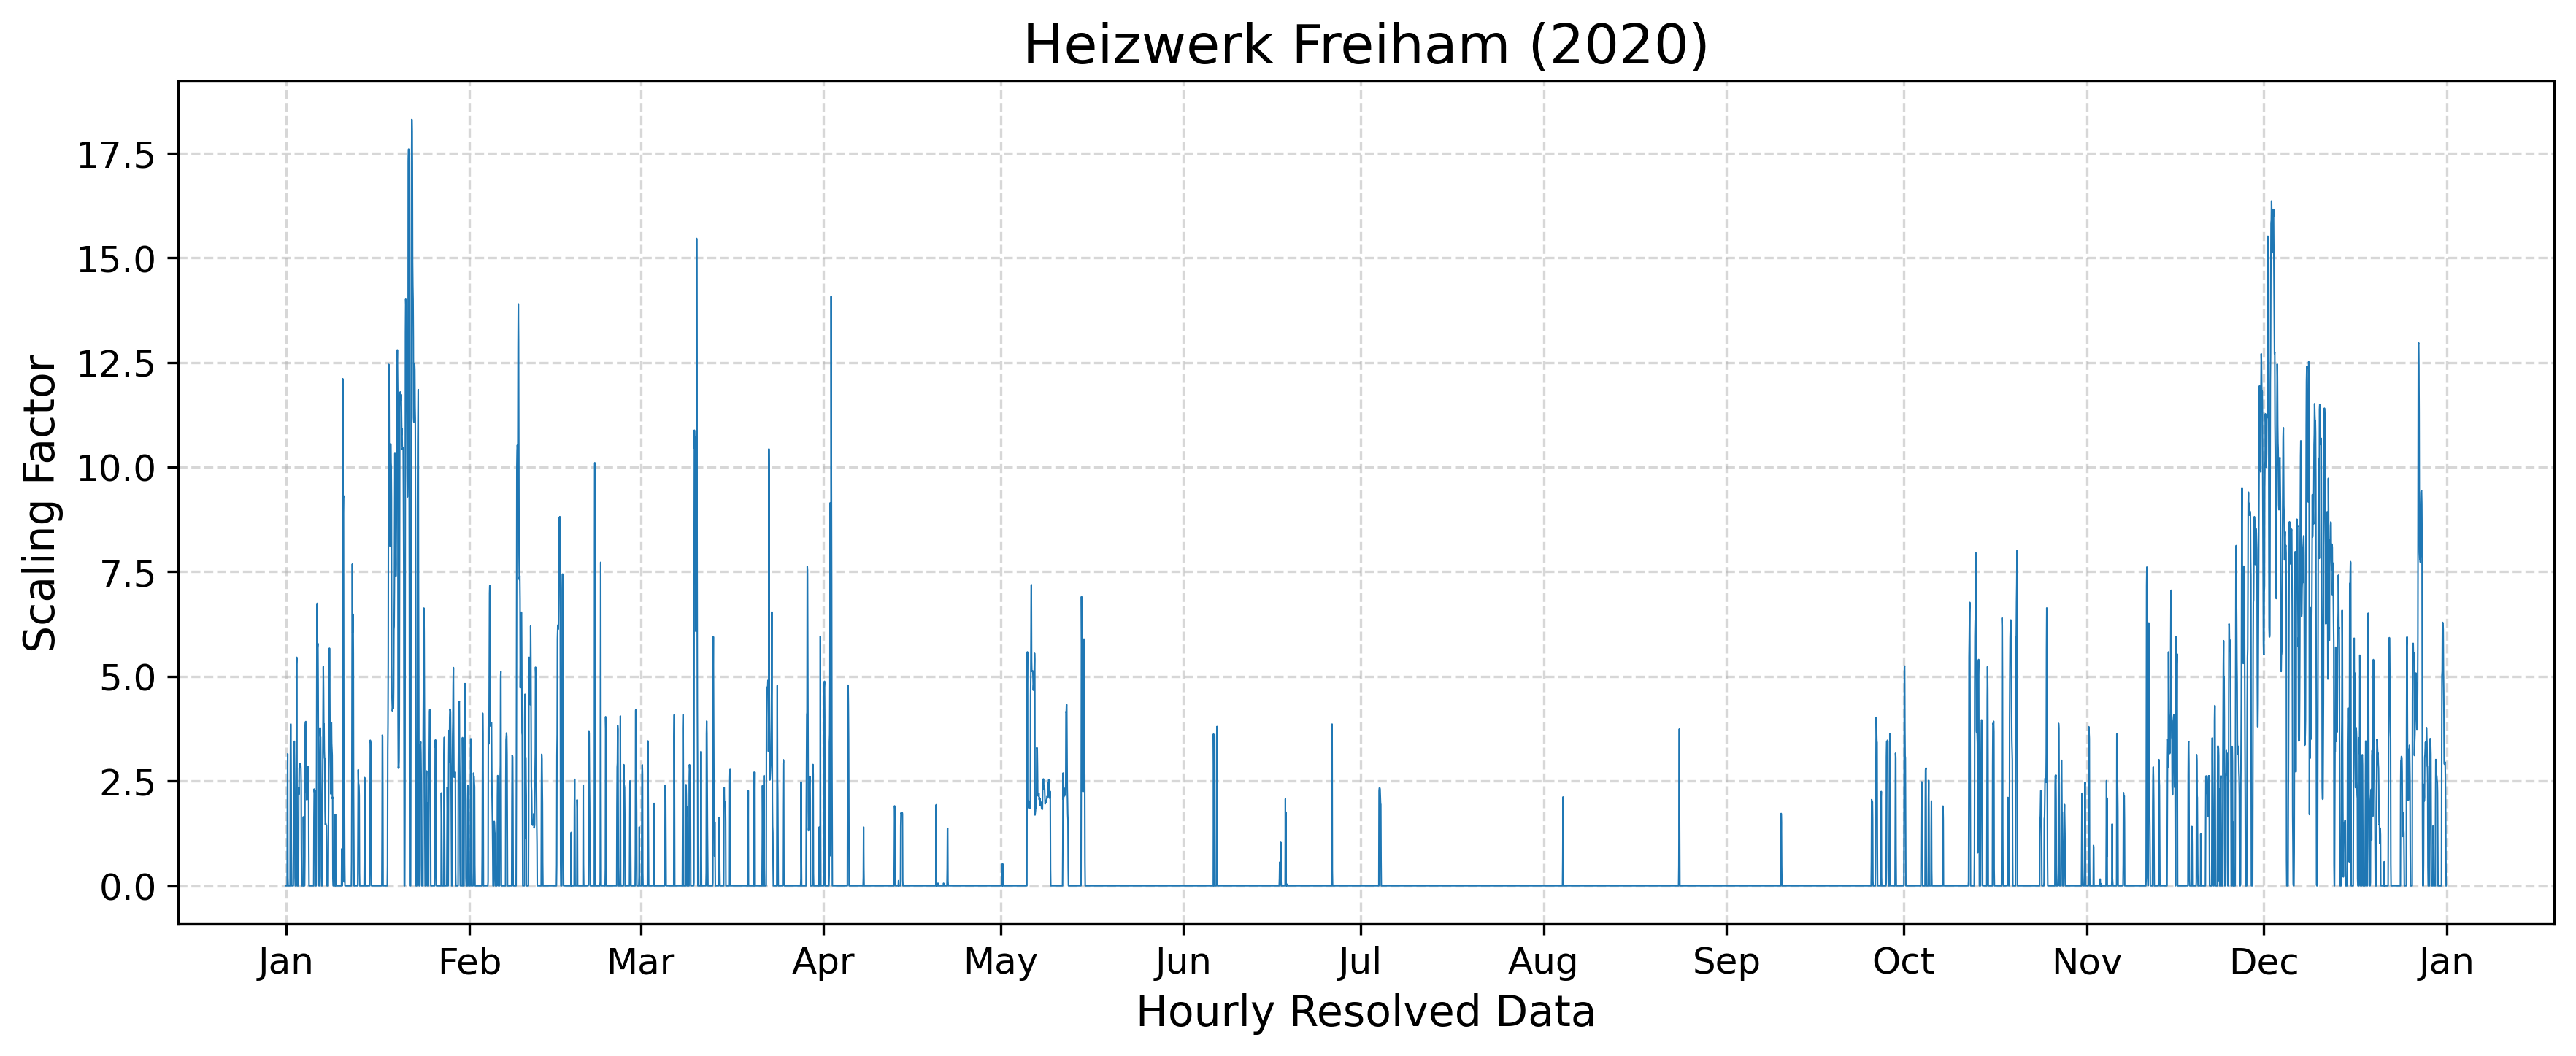 Heizwerk Freiham (2020)
Scaling Factor
17.5
15.0
12.5
10.0
7.5
5.0
2.5
0.0
Jan Feb Mar Apr May Jun Jul Aug Sep Oct Nov Dec Jan
Hourly Resolved Data